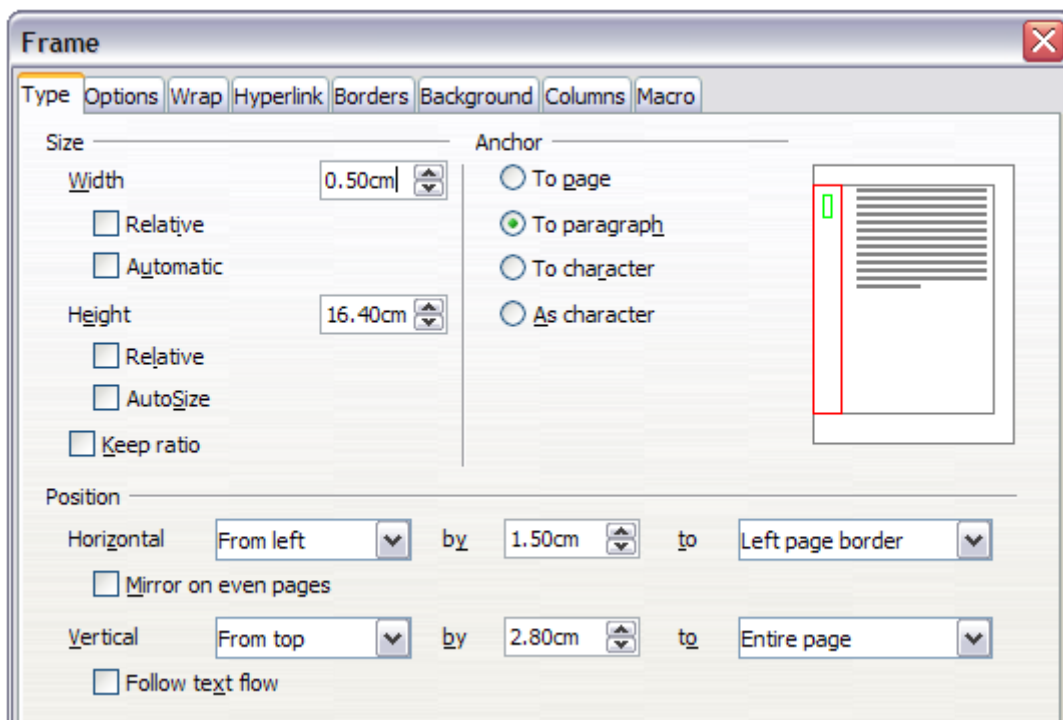 Frame
Type Options Wrap Hyperlink Borders Background Columns Macro
Size Anchor
Width 0.50cm To page
Relative To paragraph
Automatic To character
Height 16.40cm As character
Relative
AutoSize
Keep ratio
Position
Horizontal From left by 1.50cm to Left page border
Mirror on even pages
Vertical From top by 2.80cm to Entire page
Follow text flow